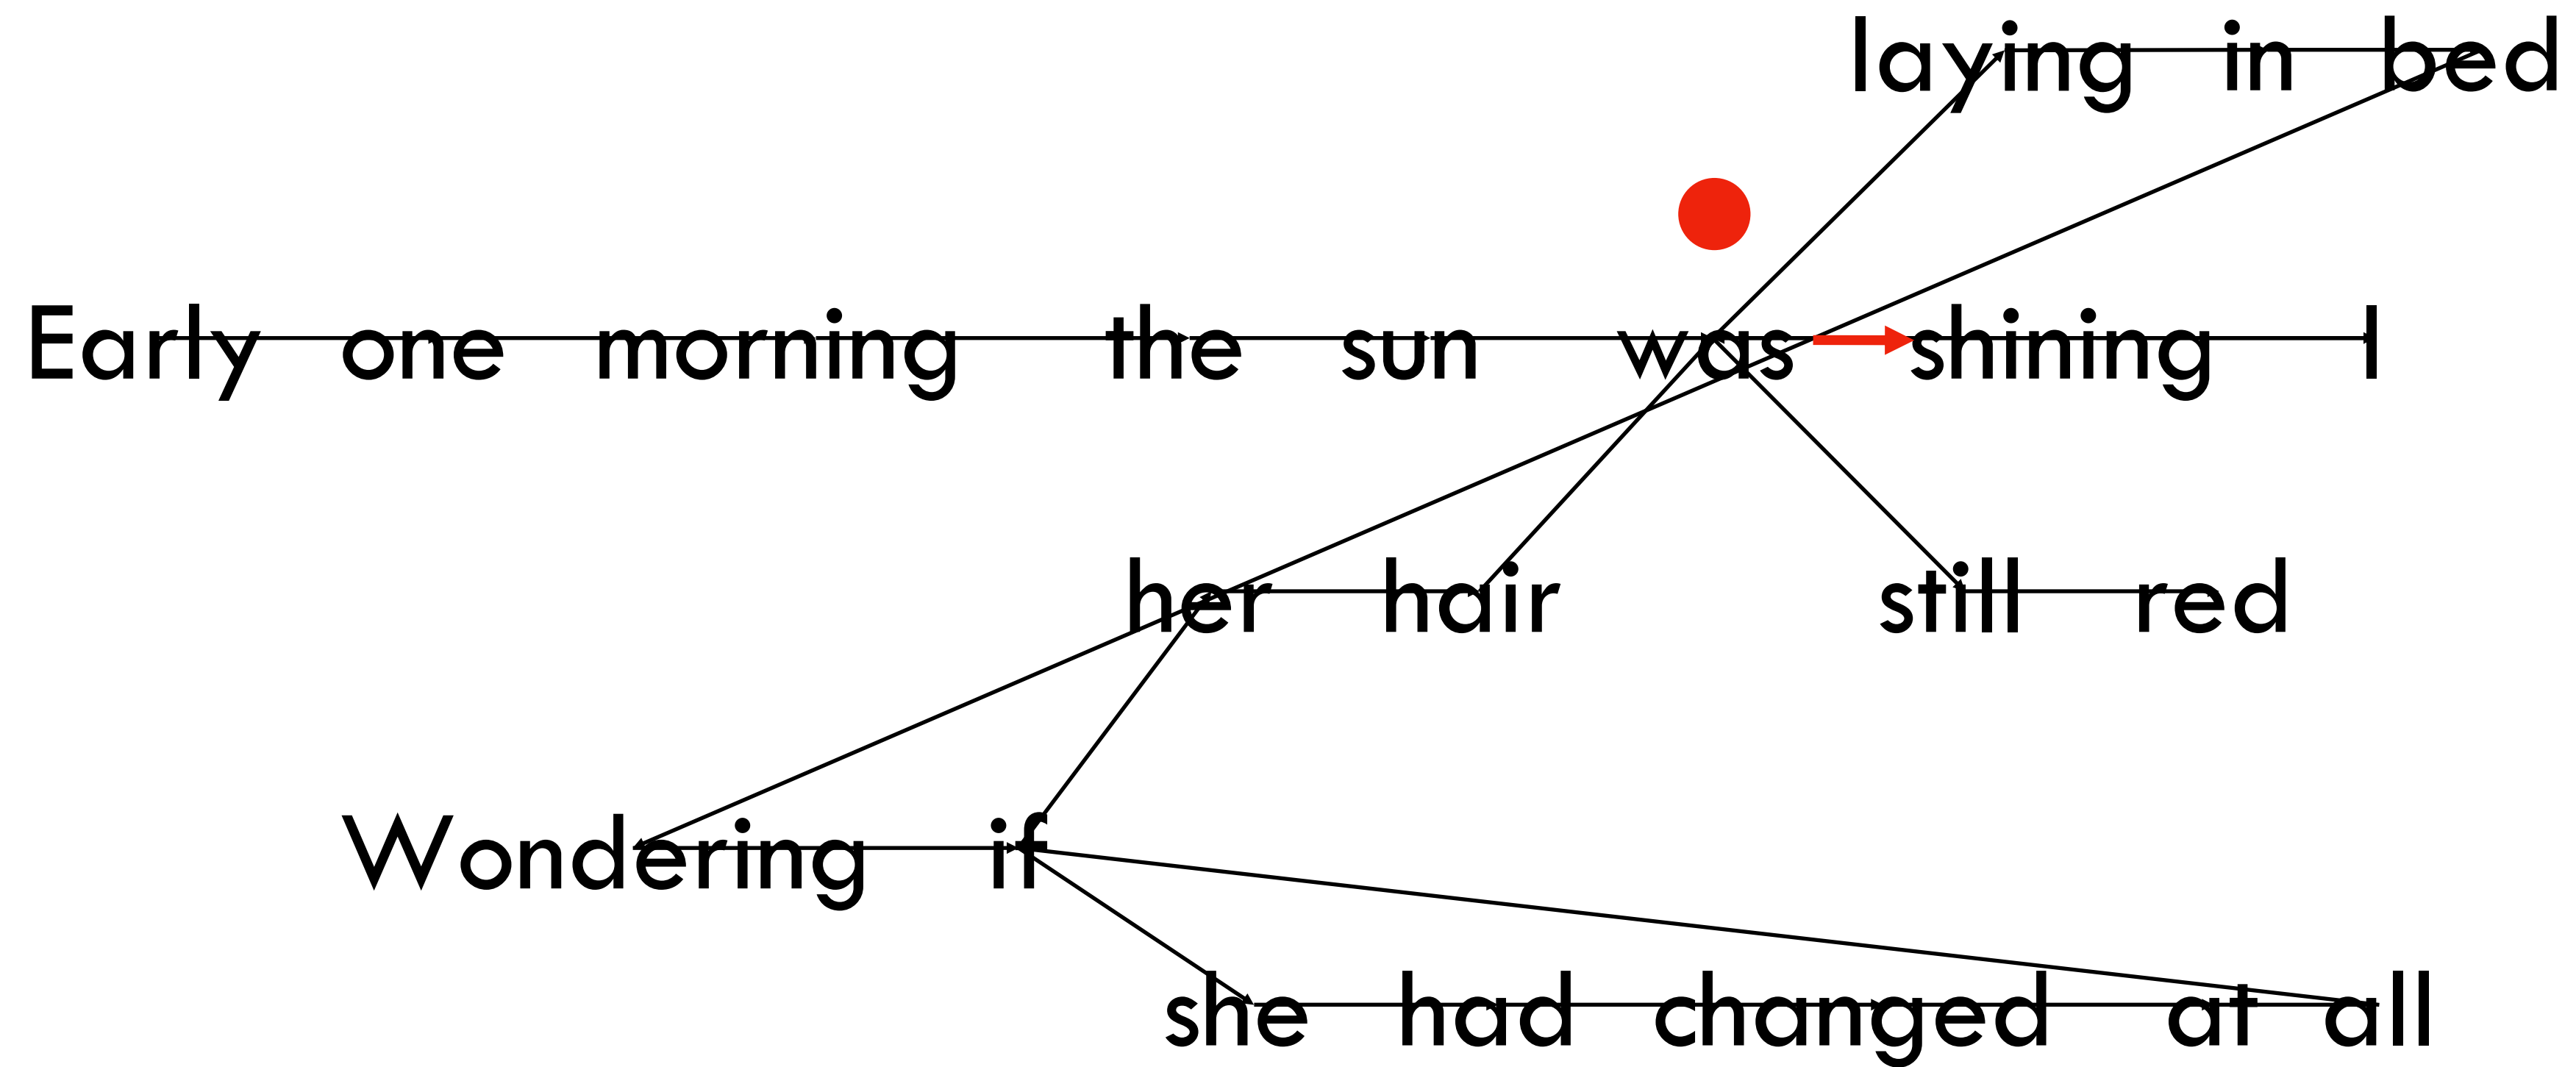 laying in bed
Early one morning the sun was shining I
her hair still red
Wondering if
she had changed at all